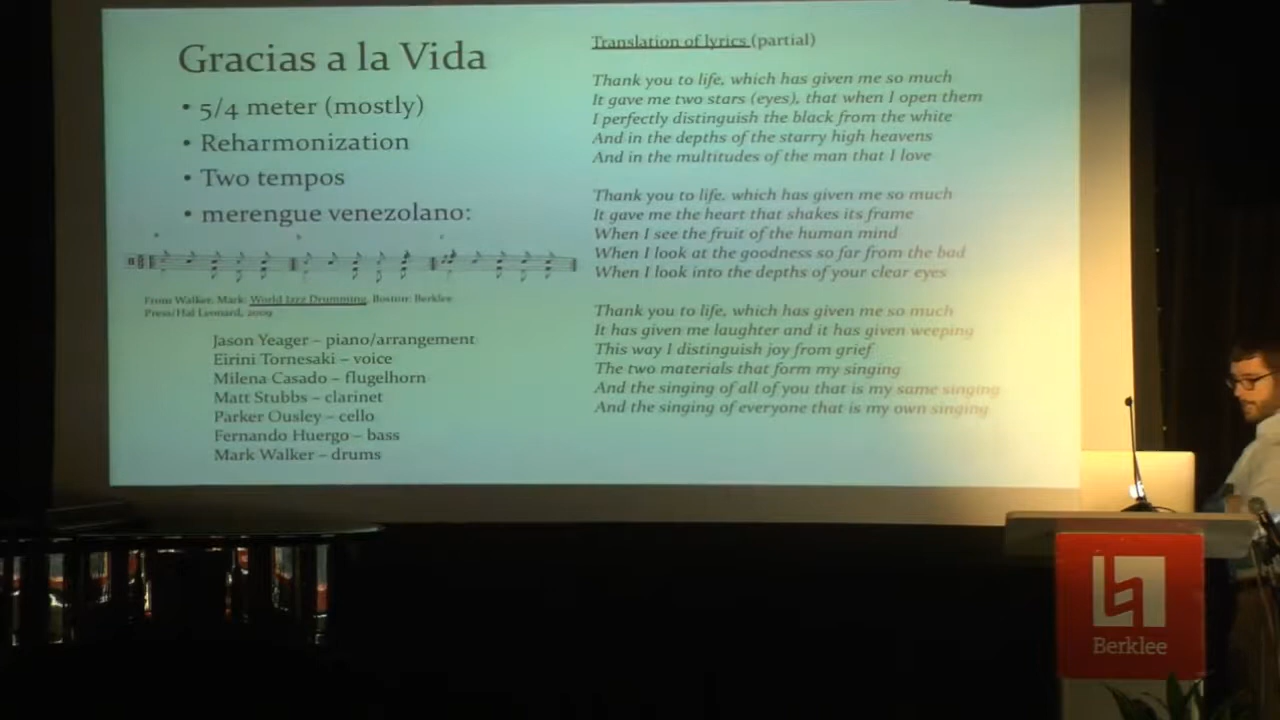 Gracias a la Vida
• 5/4 meter (mostly)
• Reharmonization
• Two tempos
• merengue venezolano:
From Walker, Mark: World Jazz Drumming, Boston: Berklee
Press/Hal Leonard, 2009
Jason Yeager – piano/arrangement
Eirini Tornesaki – voice
Milena Casado – flugelhorn
Matt Stubbs – clarinet
Parker Ousley – cello
Fernando Huergo – bass
Mark Walker – drums
Translation of lyrics (partial)
Thank you to life, which has given me so much
It gave me two stars (eyes), that when I open them
I perfectly distinguish the black from the white
And in the depths of the starry high heavens
And in the multitudes of the man that I love
Thank you to life, which has given me so much
It gave me the heart that shakes its frame
When I see the fruit of the human mind
When I look at the goodness so far from the bad
When I look into the depths of your clear eyes
Thank you to life, which has given me so much
It has given me laughter and it has given weeping
This way I distinguish joy from grief
The two materials that form my singing
And the singing of all of you that is my same singing
And the singing of everyone that is my own singing
Berklee